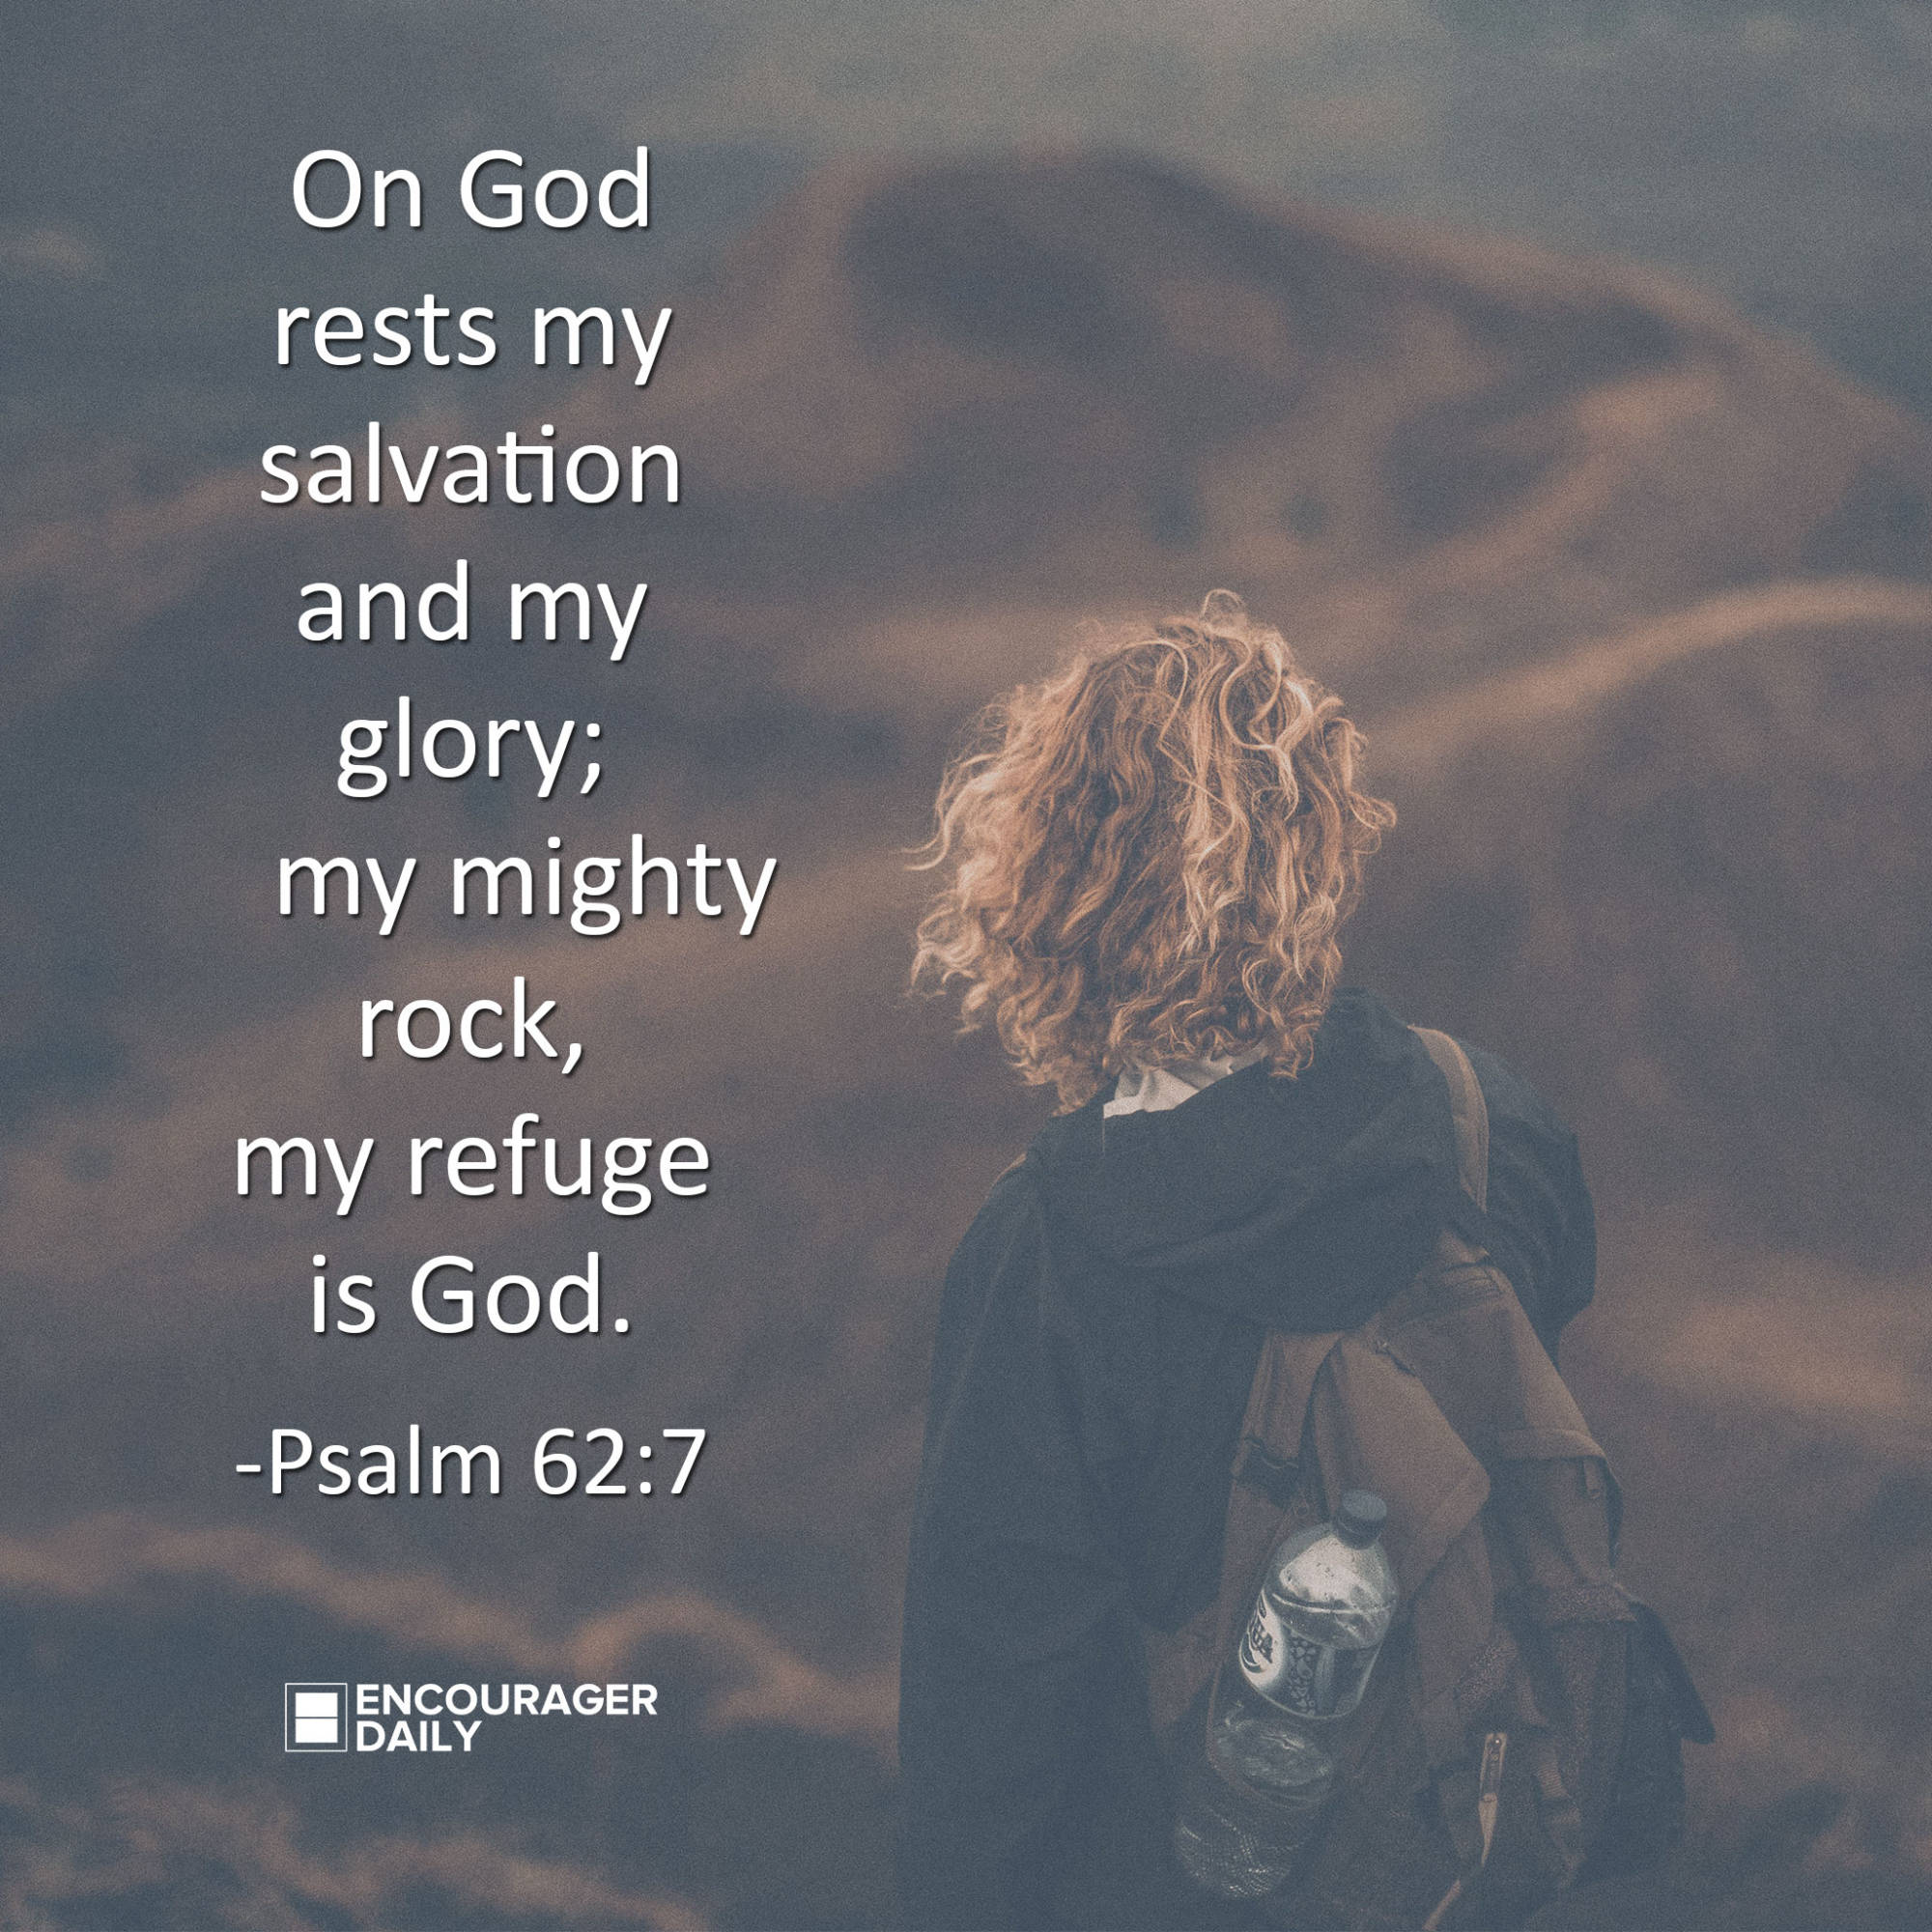 On God
rests my
salvation
and my
glory;
my mighty
rock,
my refuge
is God.
-Psalm 62:7
ENCOURAGER
DAILY